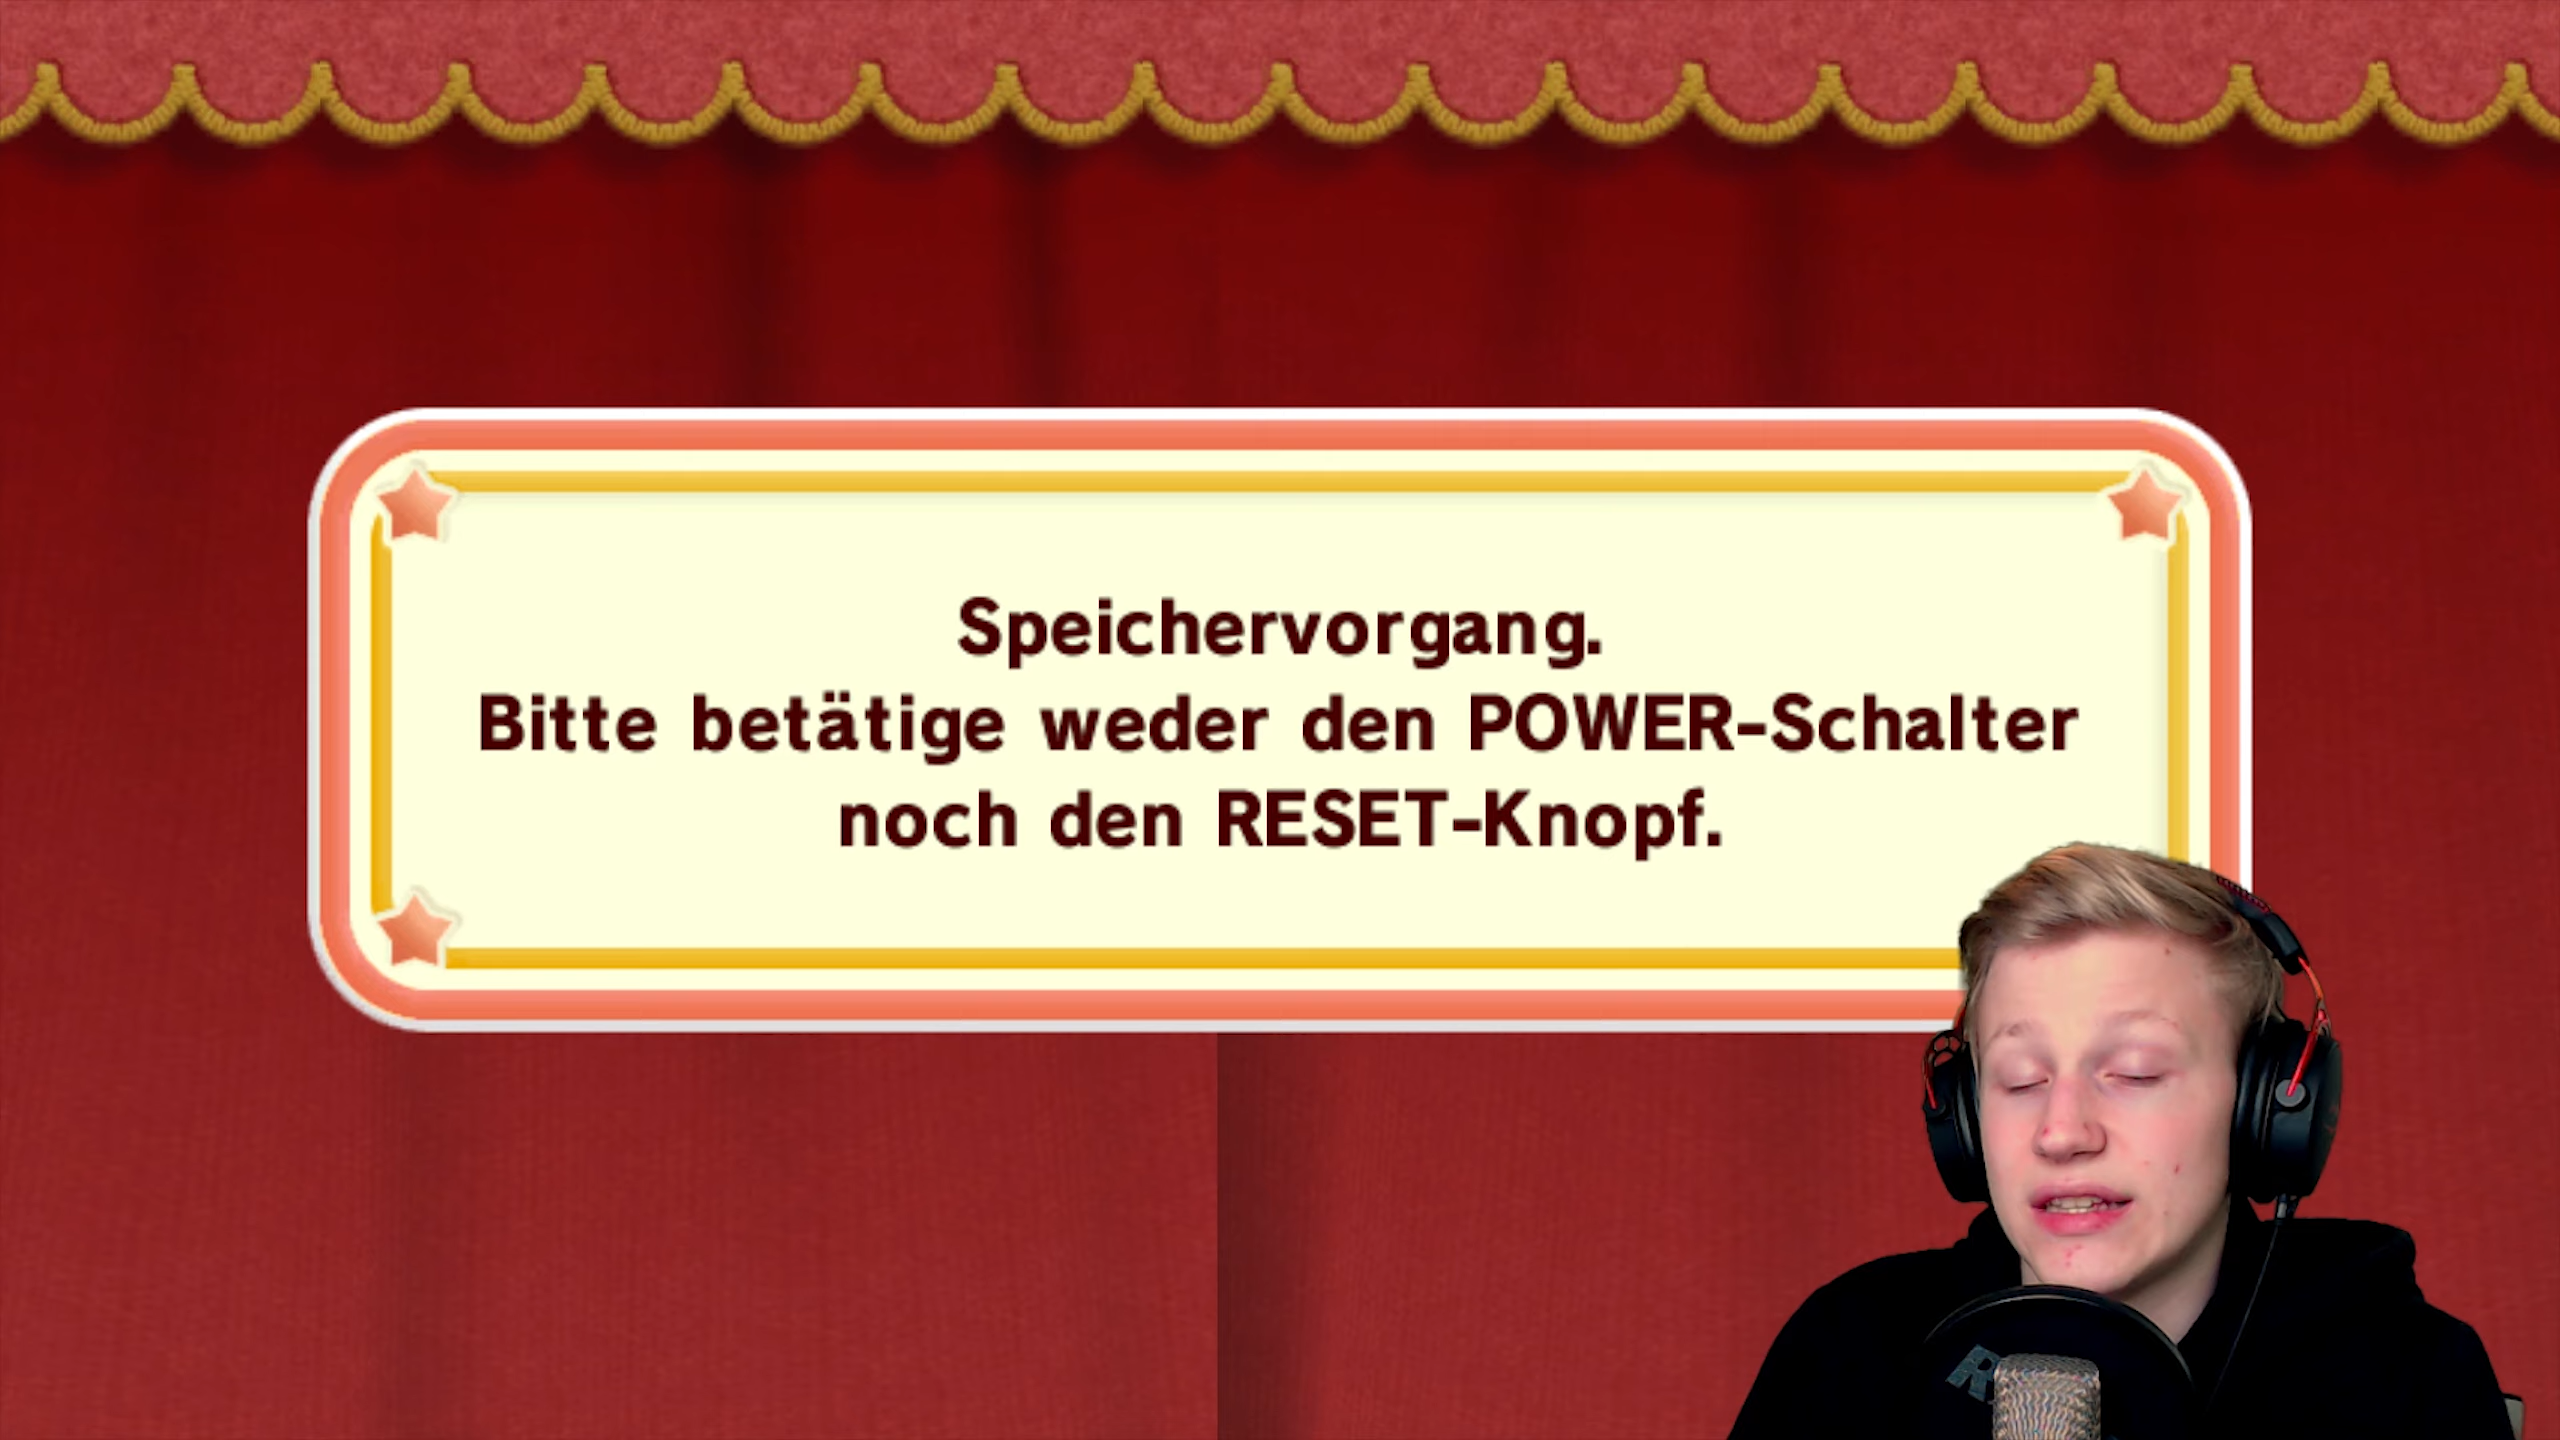 Speichervorgang.
Bitte betätige weder den POWER-Schalter
noch den RESET-Knopf.